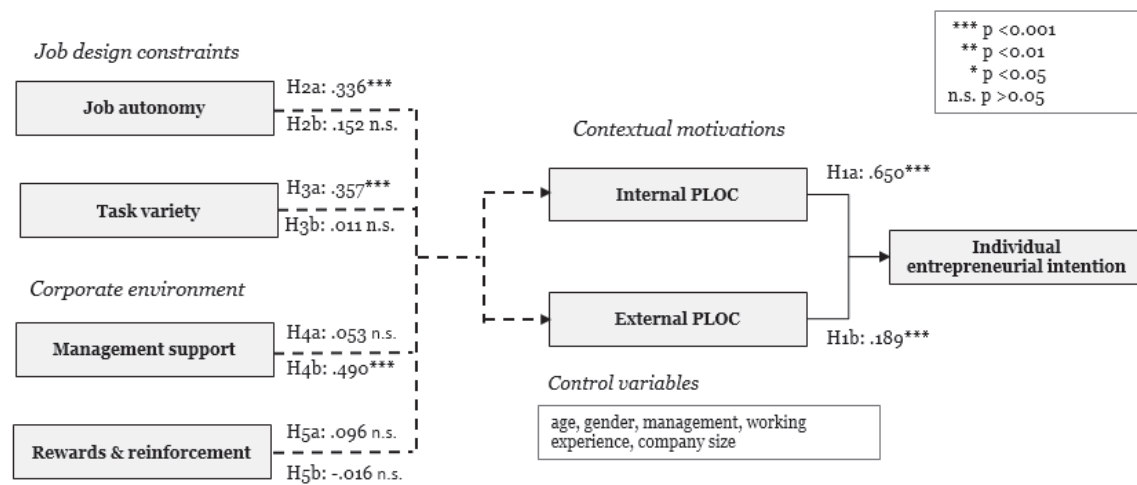 *** p <0.001
** p <0.01
* p <0.05
n.s. p >0.05
Job design constraints
Job autonomy
H2a: .336***
H2b: .152 n.s.
Task variety
H3a: .357***
H3b: .011 n.s.
Corporate environment
Management support
H4a: .053 n.s.
H4b: .490***
Rewards & reinforcement
H5a: .096 n.s.
H5b: -.016 n.s.
Contextual motivations
Internal PLOC
H1a: .650***
External PLOC
H1b: .189***
Individual
entrepreneurial intention
Control variables
age, gender, management, working
experience, company size